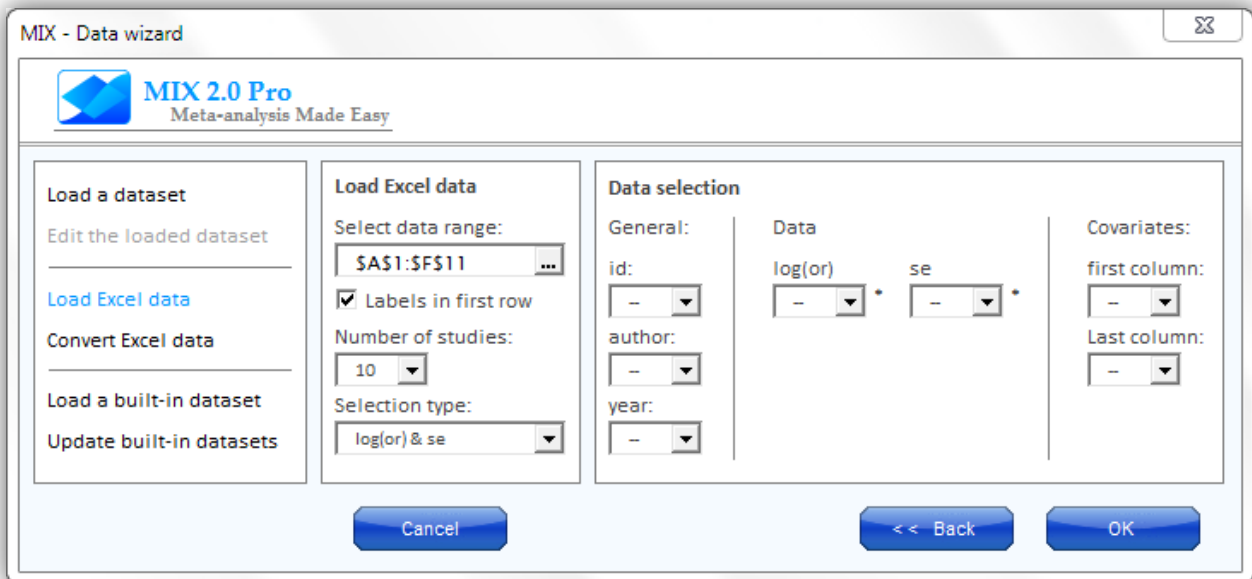 MIX - Data wizard
MIX 2.0 Pro
Meta-analysis Made Easy
Load a dataset
Edit the loaded dataset
Load Excel data
Convert Excel data
Load a built-in dataset
Update built-in datasets
Load Excel data
Select data range:
$A$1:$F$11 ...
Labels in first row
Number of studies:
10
Selection type:
log(or) & se
Data selection
General:
id:
--
author:
--
year:
--
Data
log(or) se
-- * -- *
Covariates:
first column:
--
Last column:
--
Cancel
<< Back
OK